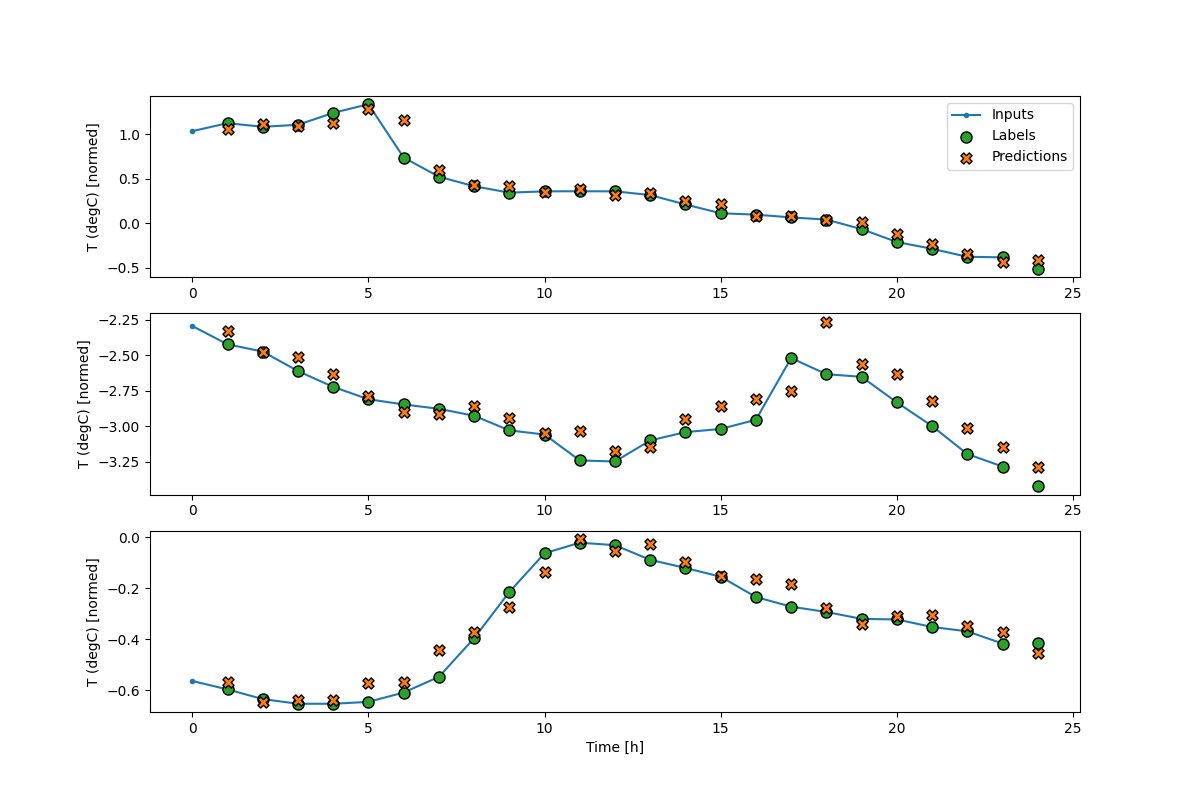 T (degC) [normed]
1.0
0.5
0.0
−0.5
Inputs
Labels
Predictions
0 5 10 15 20 25
T (degC) [normed]
−2.25
−2.50
−2.75
−3.00
−3.25
0 5 10 15 20 25
T (degC) [normed]
0.0
−0.2
−0.4
−0.6
0 5 10 15 20 25
Time [h]